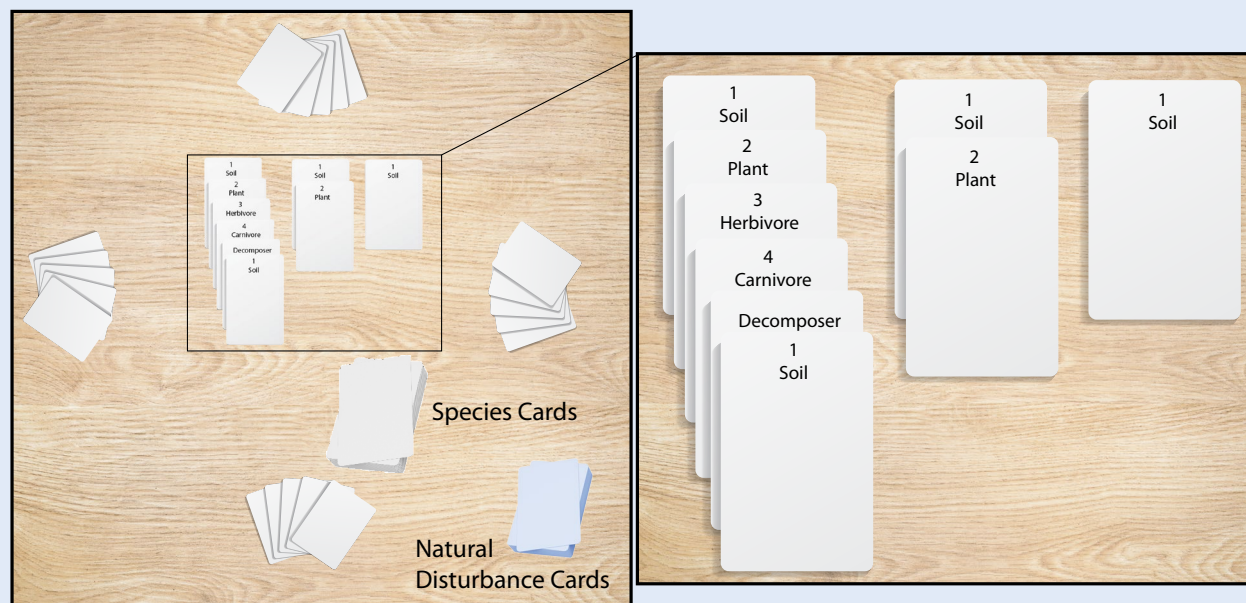 1
Soil
2
Plant
3
Herbivore
4
Carnivore
Decomposer
1
Soil
1
Soil
2
Plant
1
Soil
Species Cards
Natural
Disturbance Cards
1
Soil
2
Plant
3
Herbivore
4
Carnivore
Decomposer
1
Soil
1
Soil
2
Plant
1
Soil